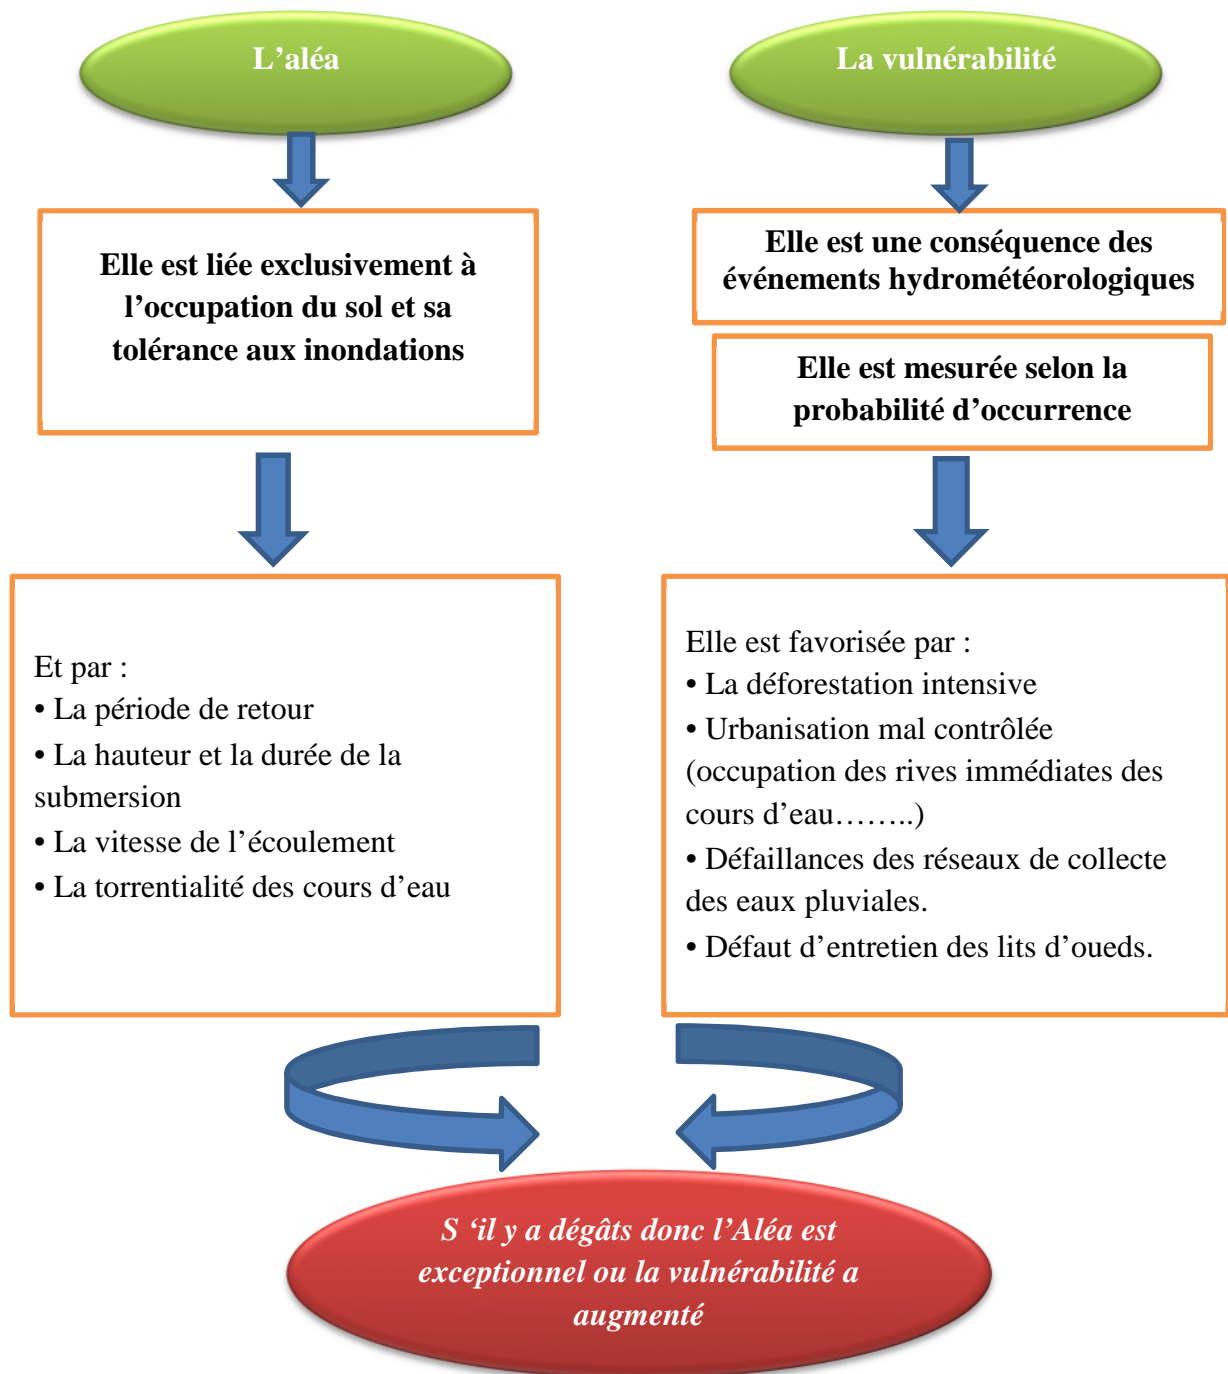 L’aléa
Elle est liée exclusivement à
l’occupation du sol et sa
tolérance aux inondations
Et par :
• La période de retour
• La hauteur et la durée de la
submersion
• La vitesse de l’écoulement
• La torrentialité des cours d’eau
La vulnérabilité
Elle est une conséquence des
événements hydrométéorologiques
Elle est mesurée selon la
probabilité d’occurrence
Elle est favorisée par :
• La déforestation intensive
• Urbanisation mal contrôlée
(occupation des rives immédiates des
cours d’eau……..)
• Défaillances des réseaux de collecte
des eaux pluviales.
• Défaut d’entretien des lits d’oueds.
S ‘il y a dégâts donc l’Aléa est
exceptionnel ou la vulnérabilité a
augmenté